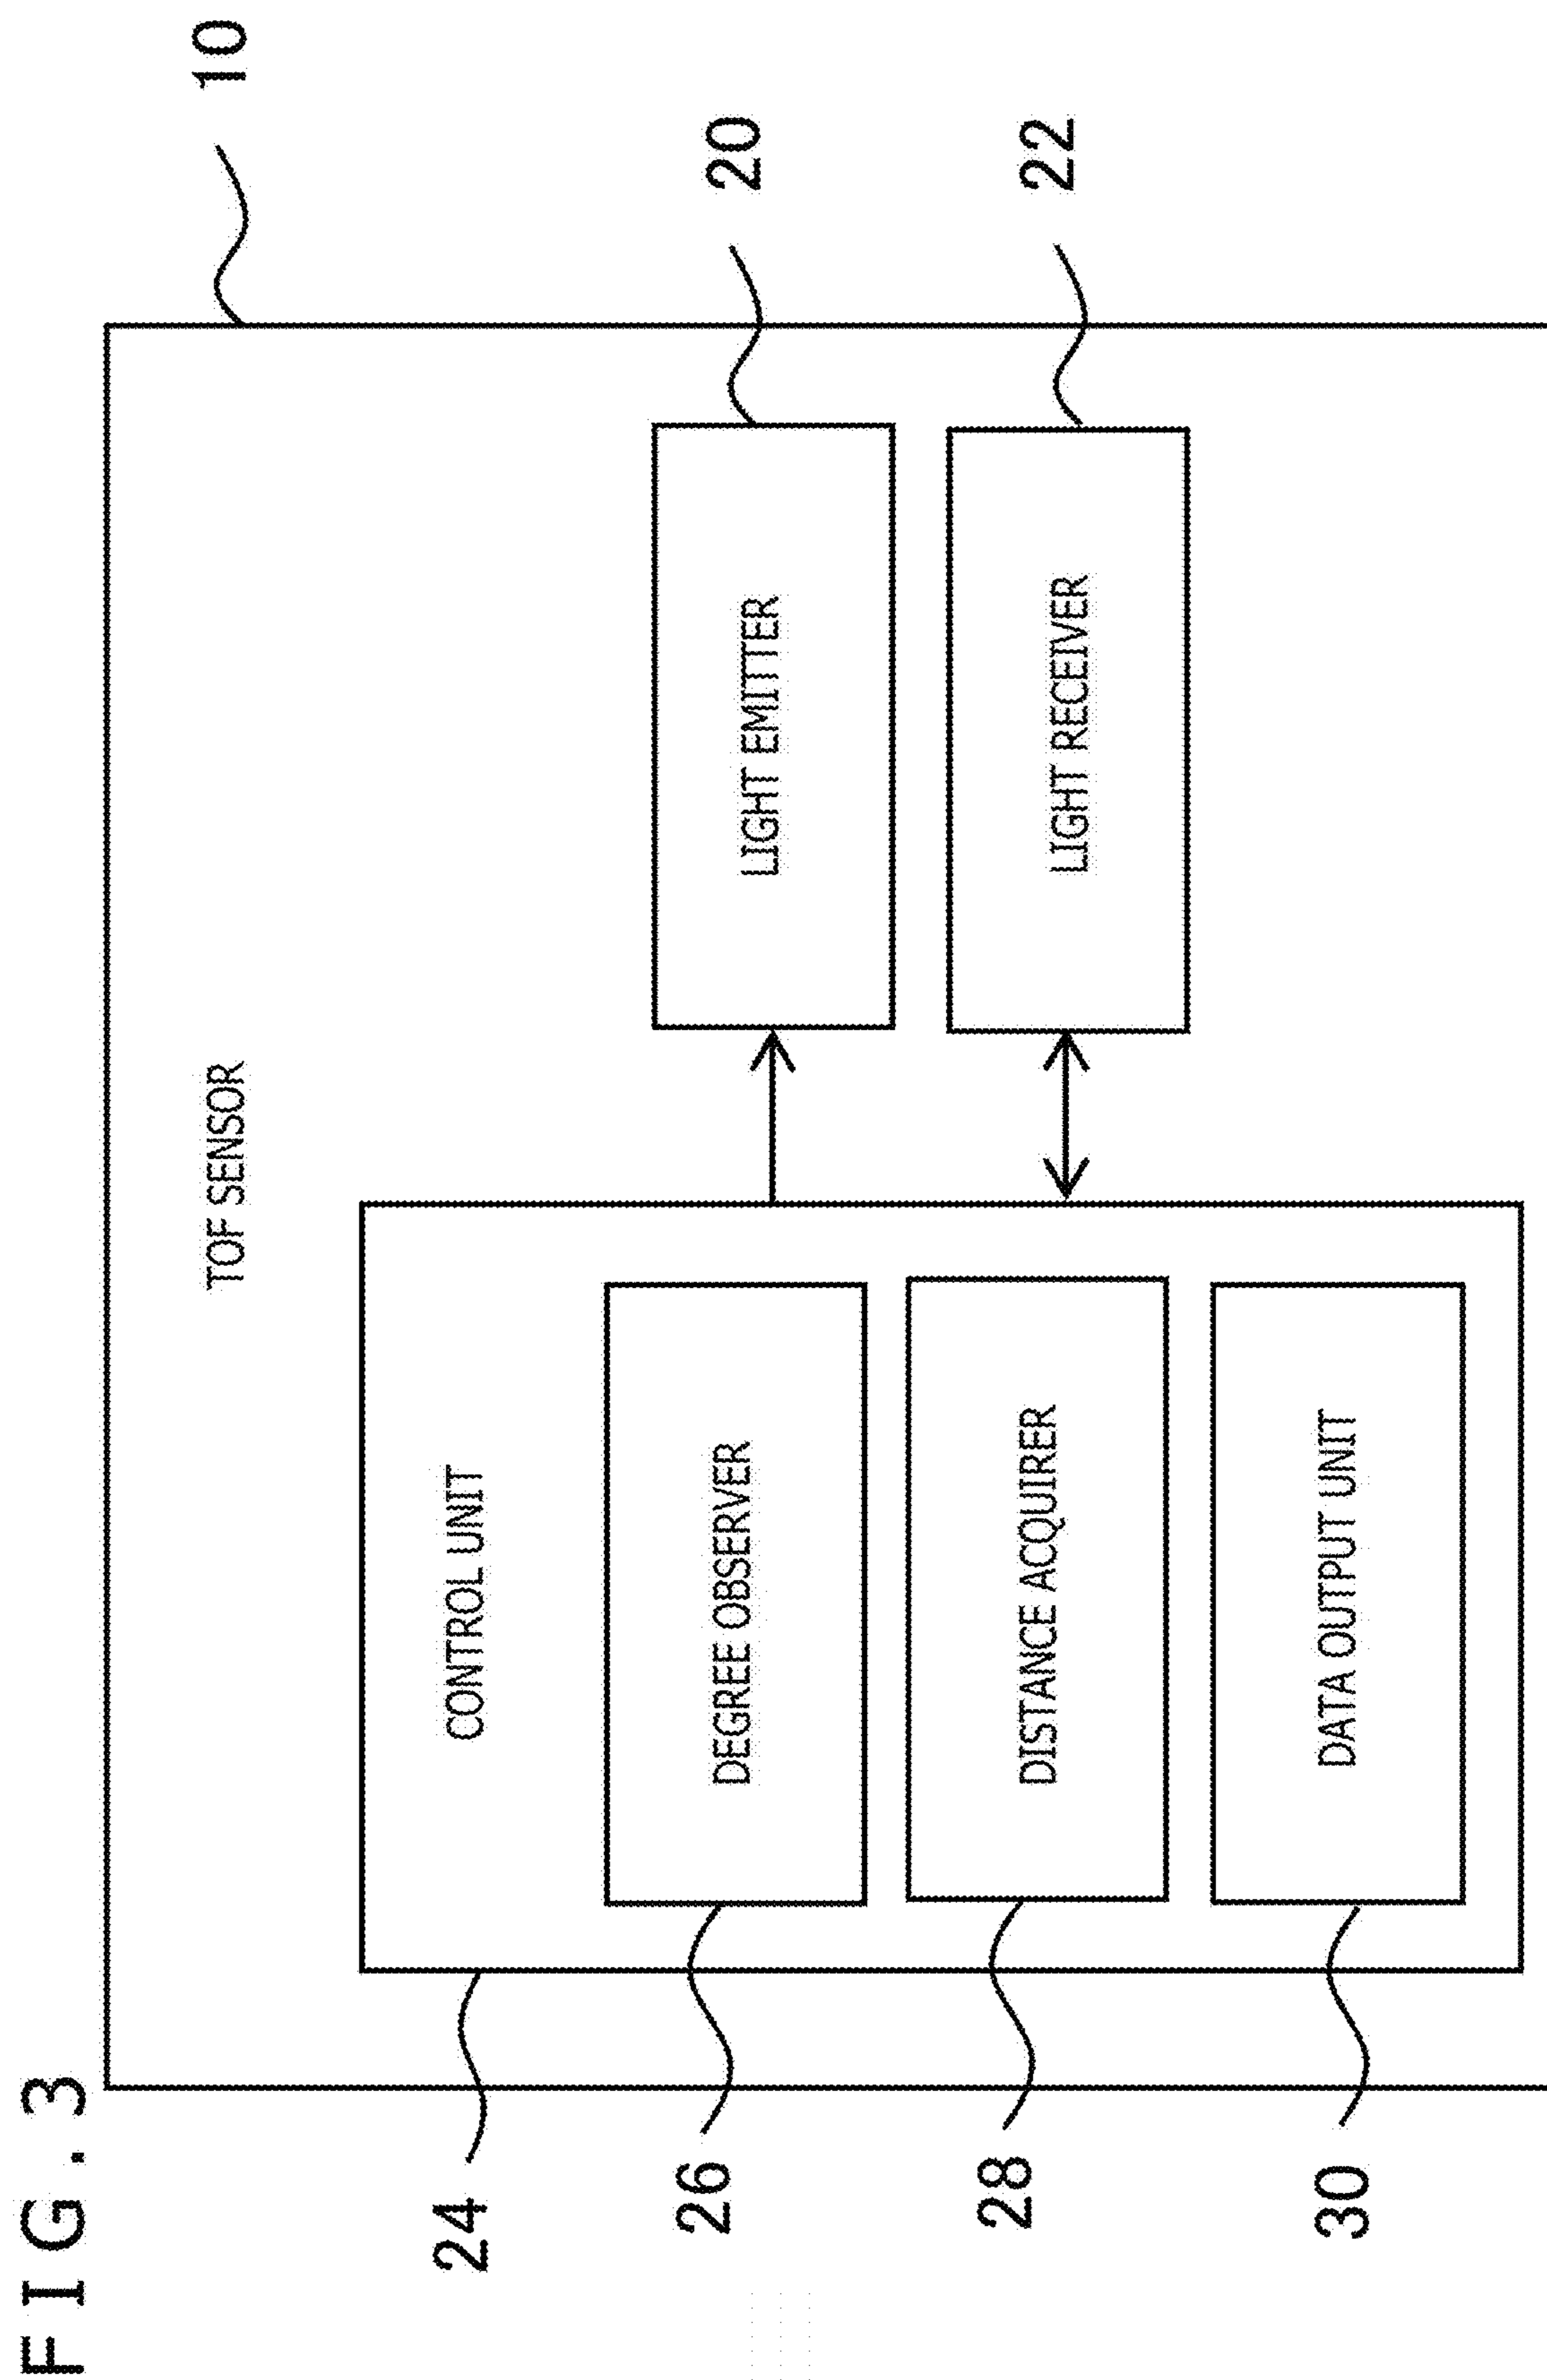 FIG. 3
10
TOF SENSOR
24
CONTROL UNIT
26
DEGREE OBSERVER
LIGHT EMITTER
20
28
DISTANCE ACQUIRER
LIGHT RECEIVER
22
30
DATA OUTPUT UNIT